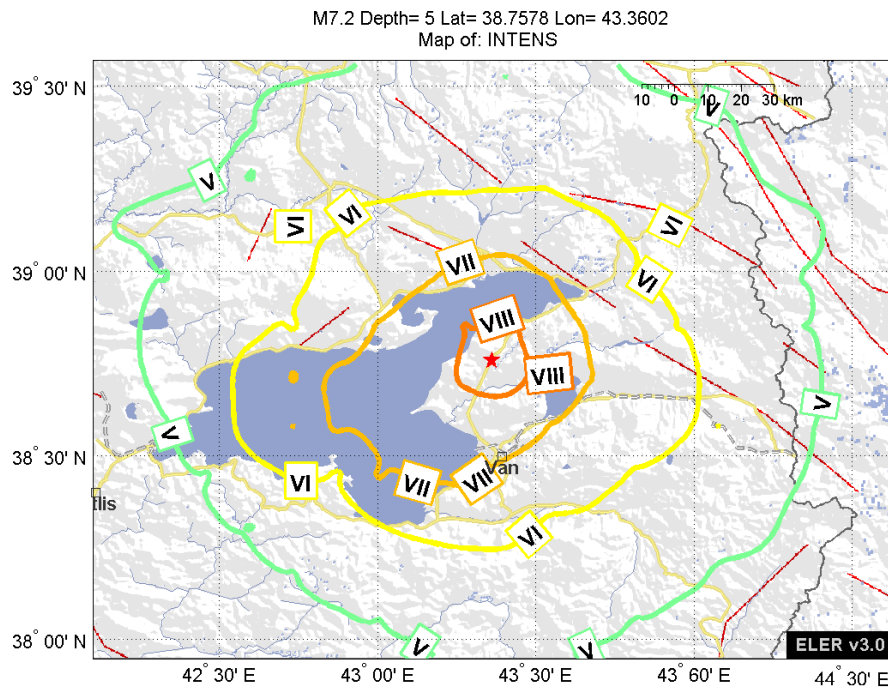 M7.2 Depth= 5 Lat= 38.7578 Lon= 43.3602
Map of: INTENS
39° 30' N
10 0 10 20 30 km
V
V
VI
VI
VI
39° 00' N
VII
VI
VIII
VIII
V
V
38° 30' N
Van
VI
VII
VII
tlis
VI
38° 00' N
V
V
ELER v3.0
42° 30' E
43° 00' E
43° 30' E
43° 60' E
44° 30' E